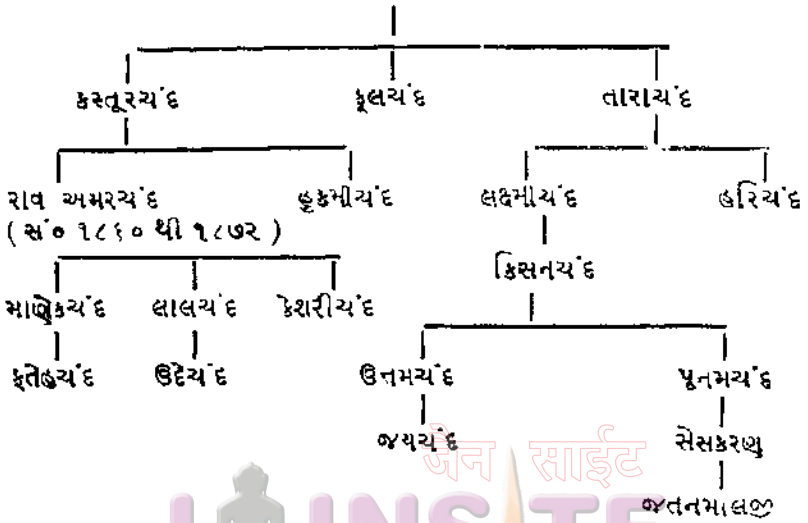 કસ્તૂરચંદ ફૂલચંદ તારાચંદ
રાવ અમરચંદ હુકમીચંદ લક્ષ્મીચંદ હરિચંદ
( સં૦ ૧૮૬૦ થી ૧૮૭૨ )
કિસનચંદ
માણેકચંદ લાલચંદ કેશરીચંદ
ફતેહચંદ ઉદેચંદ ઉત્તમચંદ પૂનમચંદ
જયચંદ સેસકરણ
जैन साईट
જતનમાલજી
JAINSITE